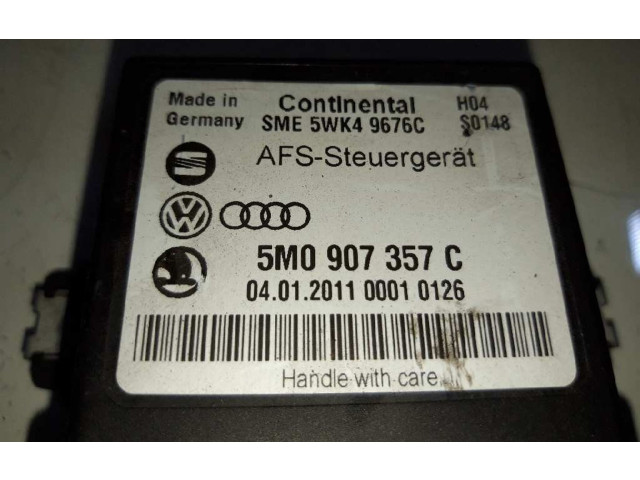 Made in Germany
Continental
SME 5WK4 9676C
H04
S0148
AFS-Steuergerät
5M0 907 357 C
04.01.2011 0001 0126
Handle with care